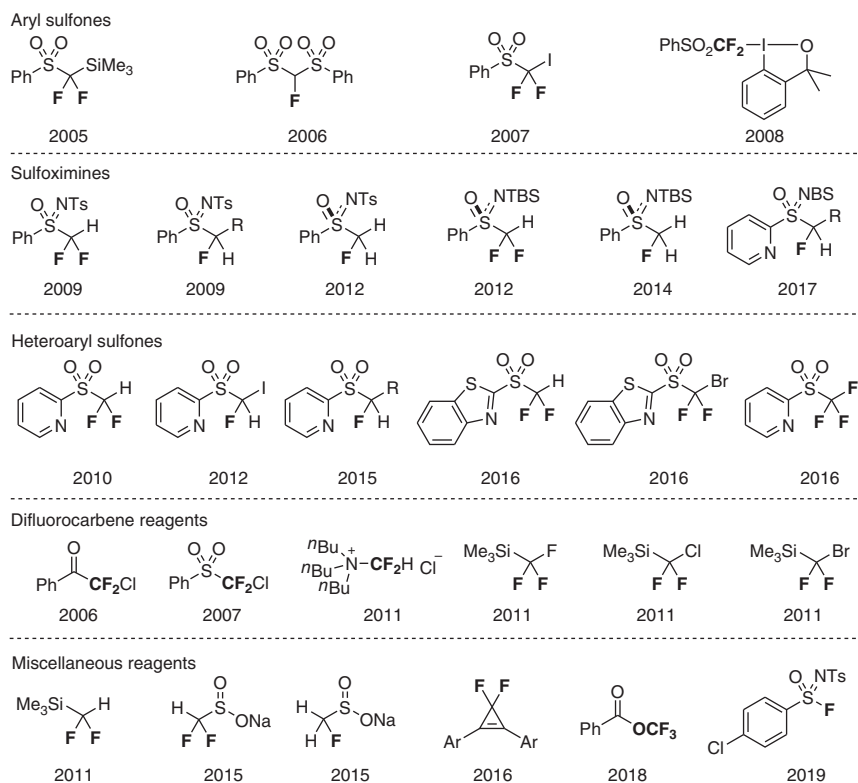 Aryl sulfones
O O
S
Ph
SiMe3
F F
2005
O O O O
S S
Ph Ph
F
2006
O O
S
Ph
I
F F
2007
PhSO2CF2 I O
2008
Sulfoximines
O NTs
S
Ph
H
F F
2009
O NTs
S
Ph
R
F H
2009
O NTs
S
Ph
H
F H
2012
O NTBS
S
Ph
H
F F
2012
O NTBS
S
Ph
H
F H
2014
O NBS
S
R
N
F H
2017
Heteroaryl sulfones
O O
S
H
N
F F
2010
O O
S
I
N
F H
2012
O O
S
R
N
F H
2015
O O
S
S
H
N
F F
2016
O O
S
S
Br
N
F F
2016
O O
S
F
N
F F
2016
Difluorocarbene reagents
O
Ph CF2Cl
2006
O O
S
Ph CF2Cl
2007
nBu
+
nBu N CF2H Cl−
nBu
nBu
2011
Me3Si F
F F
2011
Me3Si Cl
F F
2011
Me3Si Br
F F
2011
Miscellaneous reagents
Me3Si H
F F
2011
O
H S
ONa
F F
2015
O
H S
ONa
H F
2015
F F
Ar Ar
2016
O
Ph OCF3
2018
O NTs
S
F
Cl
2019